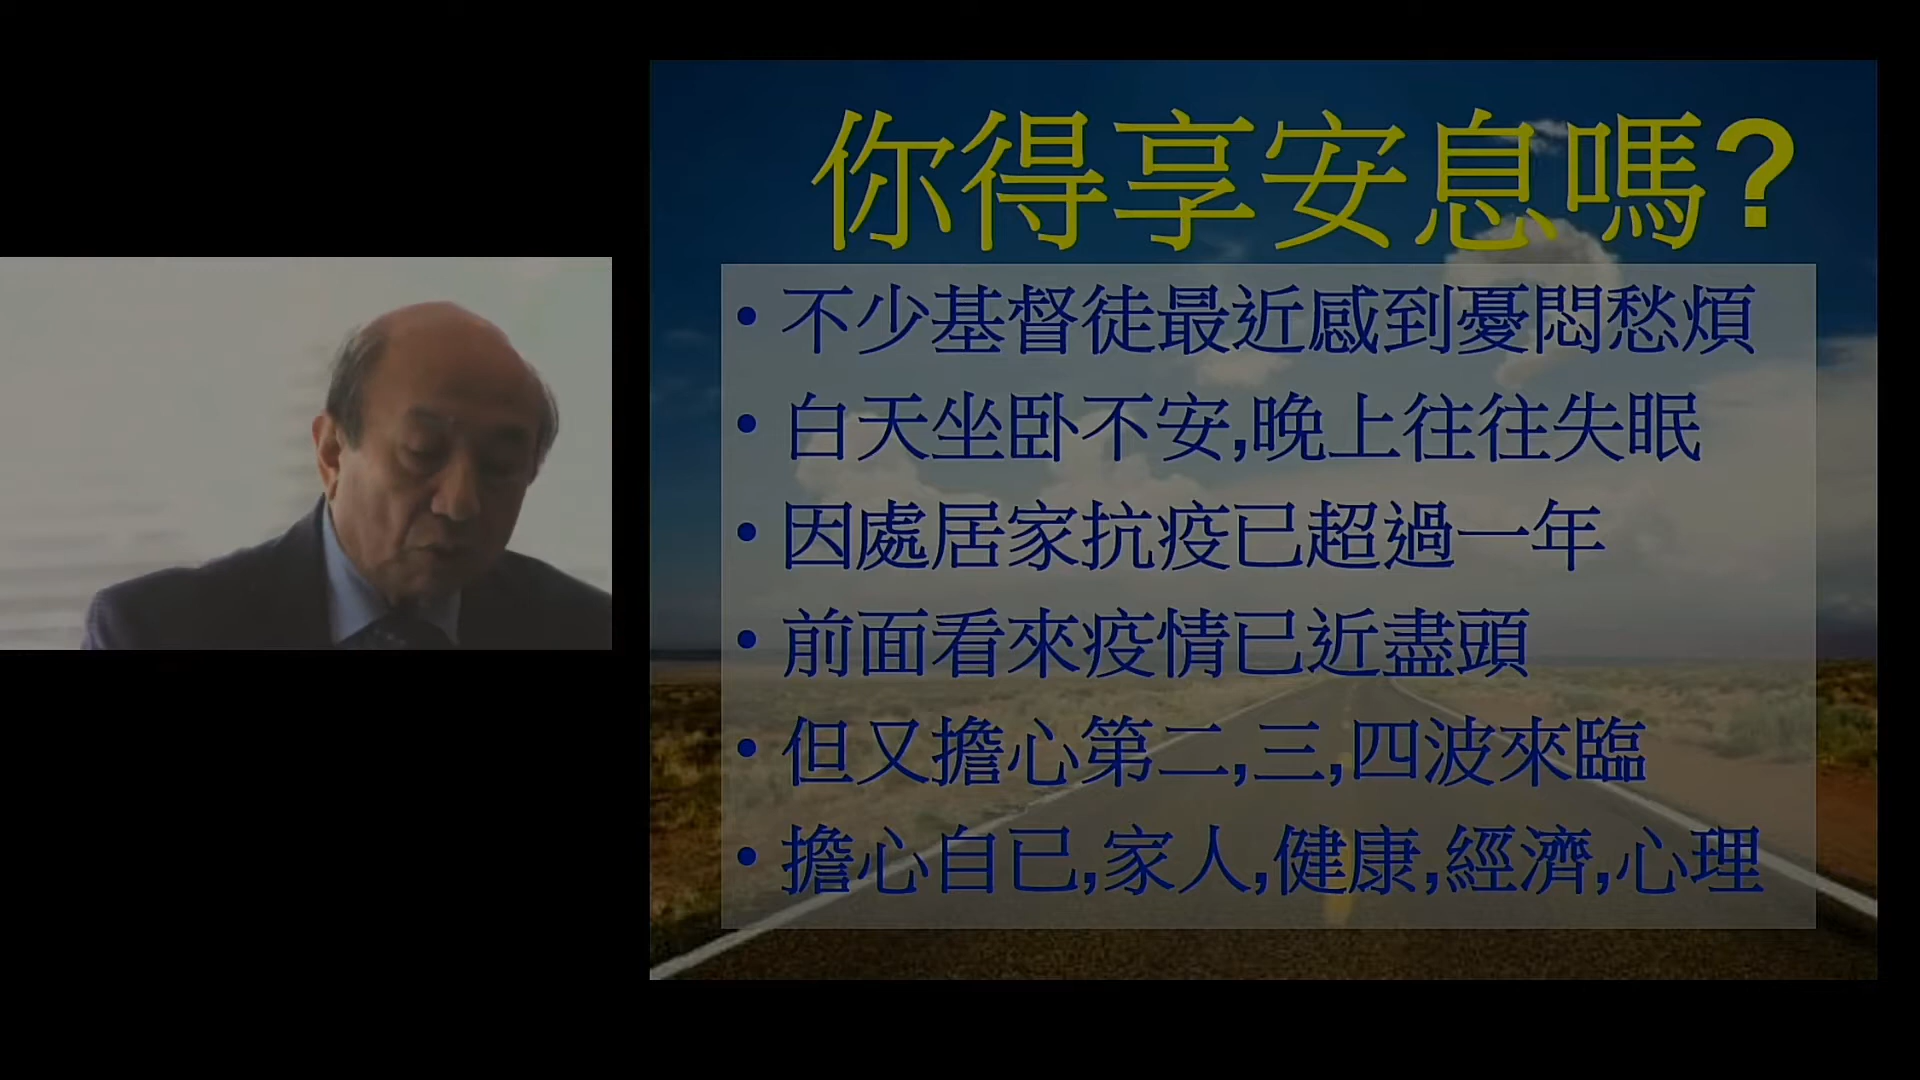 你得享安息嗎?
• 不少基督徒最近感到憂悶愁煩
• 白天坐卧不安,晚上往往失眠
• 因處居家抗疫已超過一年
• 前面看來疫情已近盡頭
• 但又擔心第二,三,四波來臨
• 擔心自已,家人,健康,經濟,心理